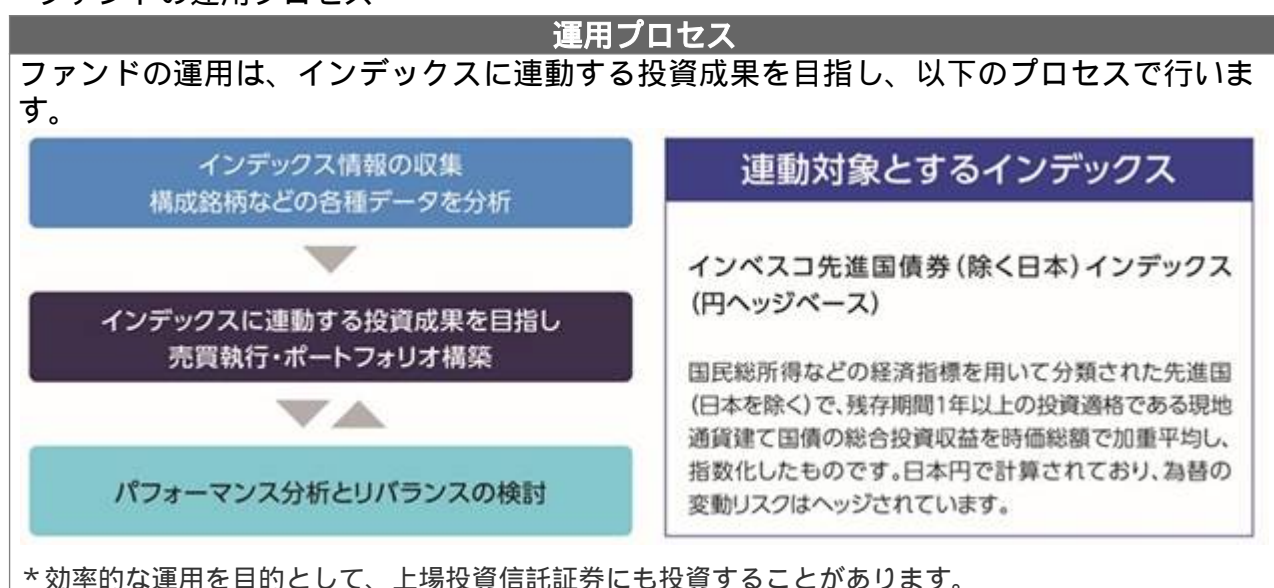 ファンドの運用プロセス
運用プロセス
ファンドの運用は、インデックスに連動する投資成果を目指し、以下のプロセスで行いま
す。
インデックス情報の収集
構成銘柄などの各種データを分析
インデックスに連動する投資成果を目指し
売買執行・ポートフォリオ構築
パフォーマンス分析とリバランスの検討
連動対象とするインデックス
インベスコ先進国債券(除く日本)インデックス
(円ヘッジベース)
国民総所得などの経済指標を用いて分類された先進国
(日本を除く)で、残存期間1年以上の投資適格である現地
通貨建て国債の総合投資収益を時価総額で加重平均し、
指数化したものです。日本円で計算されており、為替の
変動リスクはヘッジされています。
*効率的な運用を目的として、上場投資信託証券にも投資することがあります。